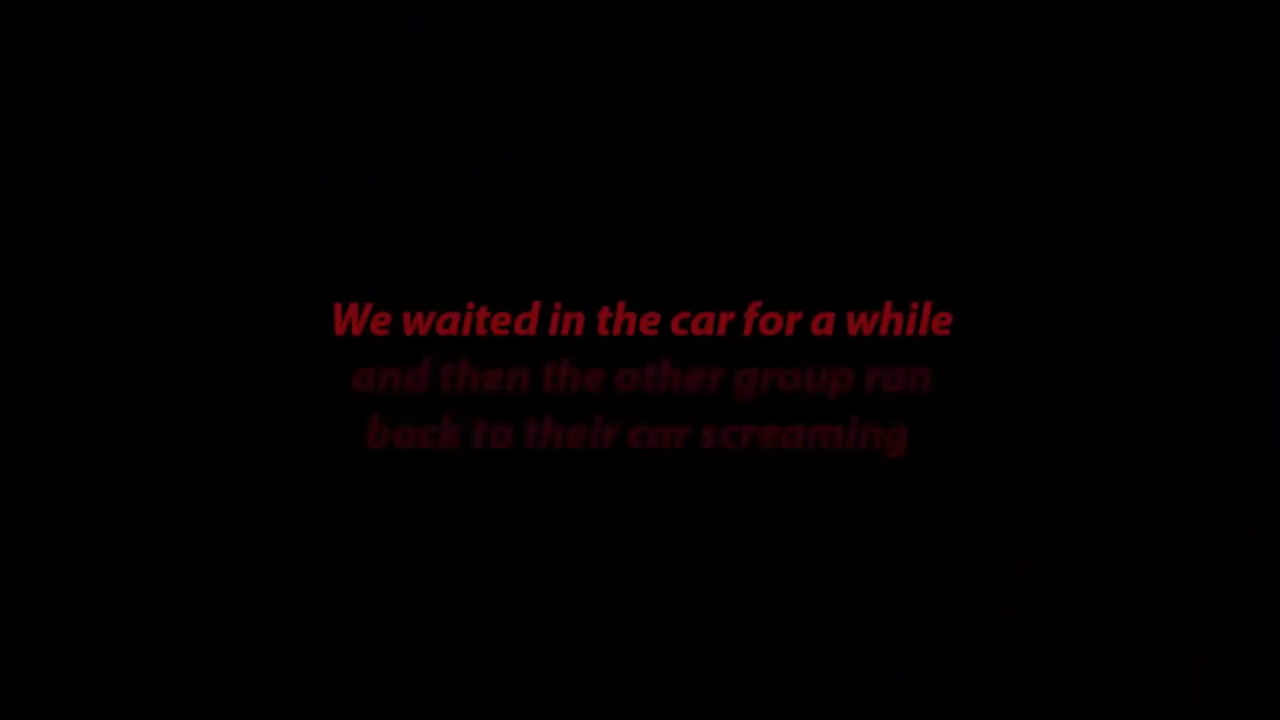 We waited in the car for a while
and then the other group ran
back to their car screaming